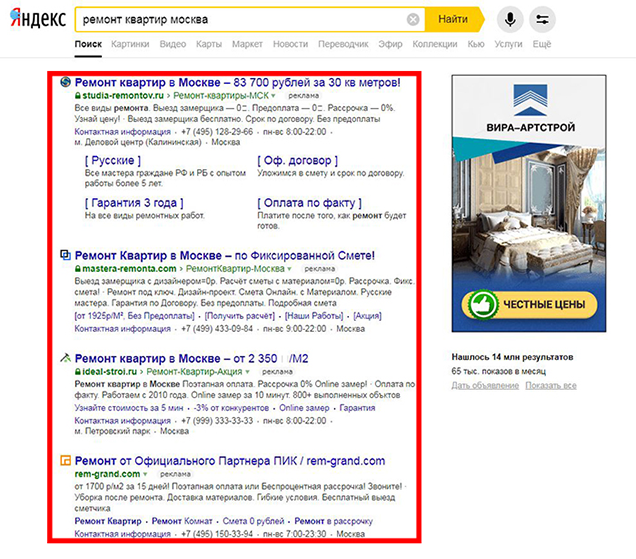 Яндекс
ремонт квартир москва
Найти
Поиск Картинки Видео Карты Маркет Новости Переводчик Эфир Коллекции Кью Услуги Ещё
Ремонт квартир в Москве – 83 700 рублей за 30 кв метров!
studia-remontov.ru › Ремонт-квартиры-МСК реклама
Все виды ремонта. Выезд замерщика — 0 Предоплата — 0 Рассрочка — 0%.
Узнай цену! · Выезд замерщика бесплатно. Срок по договору. Без предоплаты
Контактная информация · +7 (495) 128-29-66 · пн-вс 8:00-22:00 ·
м. Деловой центр (Калининская) · Москва
[ Русские ]
Все мастера граждане РФ и РБ с опытом
работы более 5 лет.
[ Оф. договор ]
Уложимся в смету и срок по договору.
[ Гарантия 3 года ]
На все виды ремонтных работ.
[ Оплата по факту ]
Платите после того, как ремонт будет
готов.
Ремонт Квартир в Москве – по Фиксированной Смете!
mastera-remonta.com › РемонтКвартир-Москва реклама
Выезд замерщика с дизайнером=0р. Расчёт сметы с материалом=0р. Рассрочка. Фикс.
смета! · Ремонт под ключ. Дизайн-проект. Смета Онлайн. с Материалом. Русские
мастера. Гарантия по Договору. Без предоплаты. Подробная смета
[от 1925р/М², Без Предоплаты] · [Получить расчёт] · [Наши Работы] · [Акция]
Контактная информация · +7 (499) 433-09-84 · пн-вс 9:00-22:00 · Москва
Ремонт квартир в Москве – от 2 350 /М2
ideal-stroi.ru › Ремонт-Квартир-Акция реклама
Ремонт квартир в Москве Поэтапная оплата. Рассрочка 0% Online замер! · Оплата по
факту. Работаем с 2010 года. Online замер за 10 минут. 800+ выполненных объктов
Узнайте стоимость за 5 мин · -3% от конкурентов · Online замер · Гарантия
Контактная информация · +7 (999) 333-33-33 · пн-вс 8:00-22:00 ·
м. Петровский парк · Москва
Ремонт от Официального Партнера ПИК / rem-grand.com
rem-grand.com реклама
от 1700 р/м2 за 15 дней! Поэтапная оплата или Беспроцентная рассрочка! Звоните! ·
Уборка после ремонта. Доставка материалов. Гибкие условия. Бесплатный выезд
сметчика
Ремонт Квартир · Ремонт Комнат · Смета 0 рублей · Ремонт в рассрочку
Контактная информация · +7 (495) 150-33-94 · пн-вс 7:00-23:30 · Москва
ВИРА–АРТСТРОЙ
ЧЕСТНЫЕ ЦЕНЫ
Нашлось 14 млн результатов
65 тыс. показов в месяц
Дать объявление Показать все